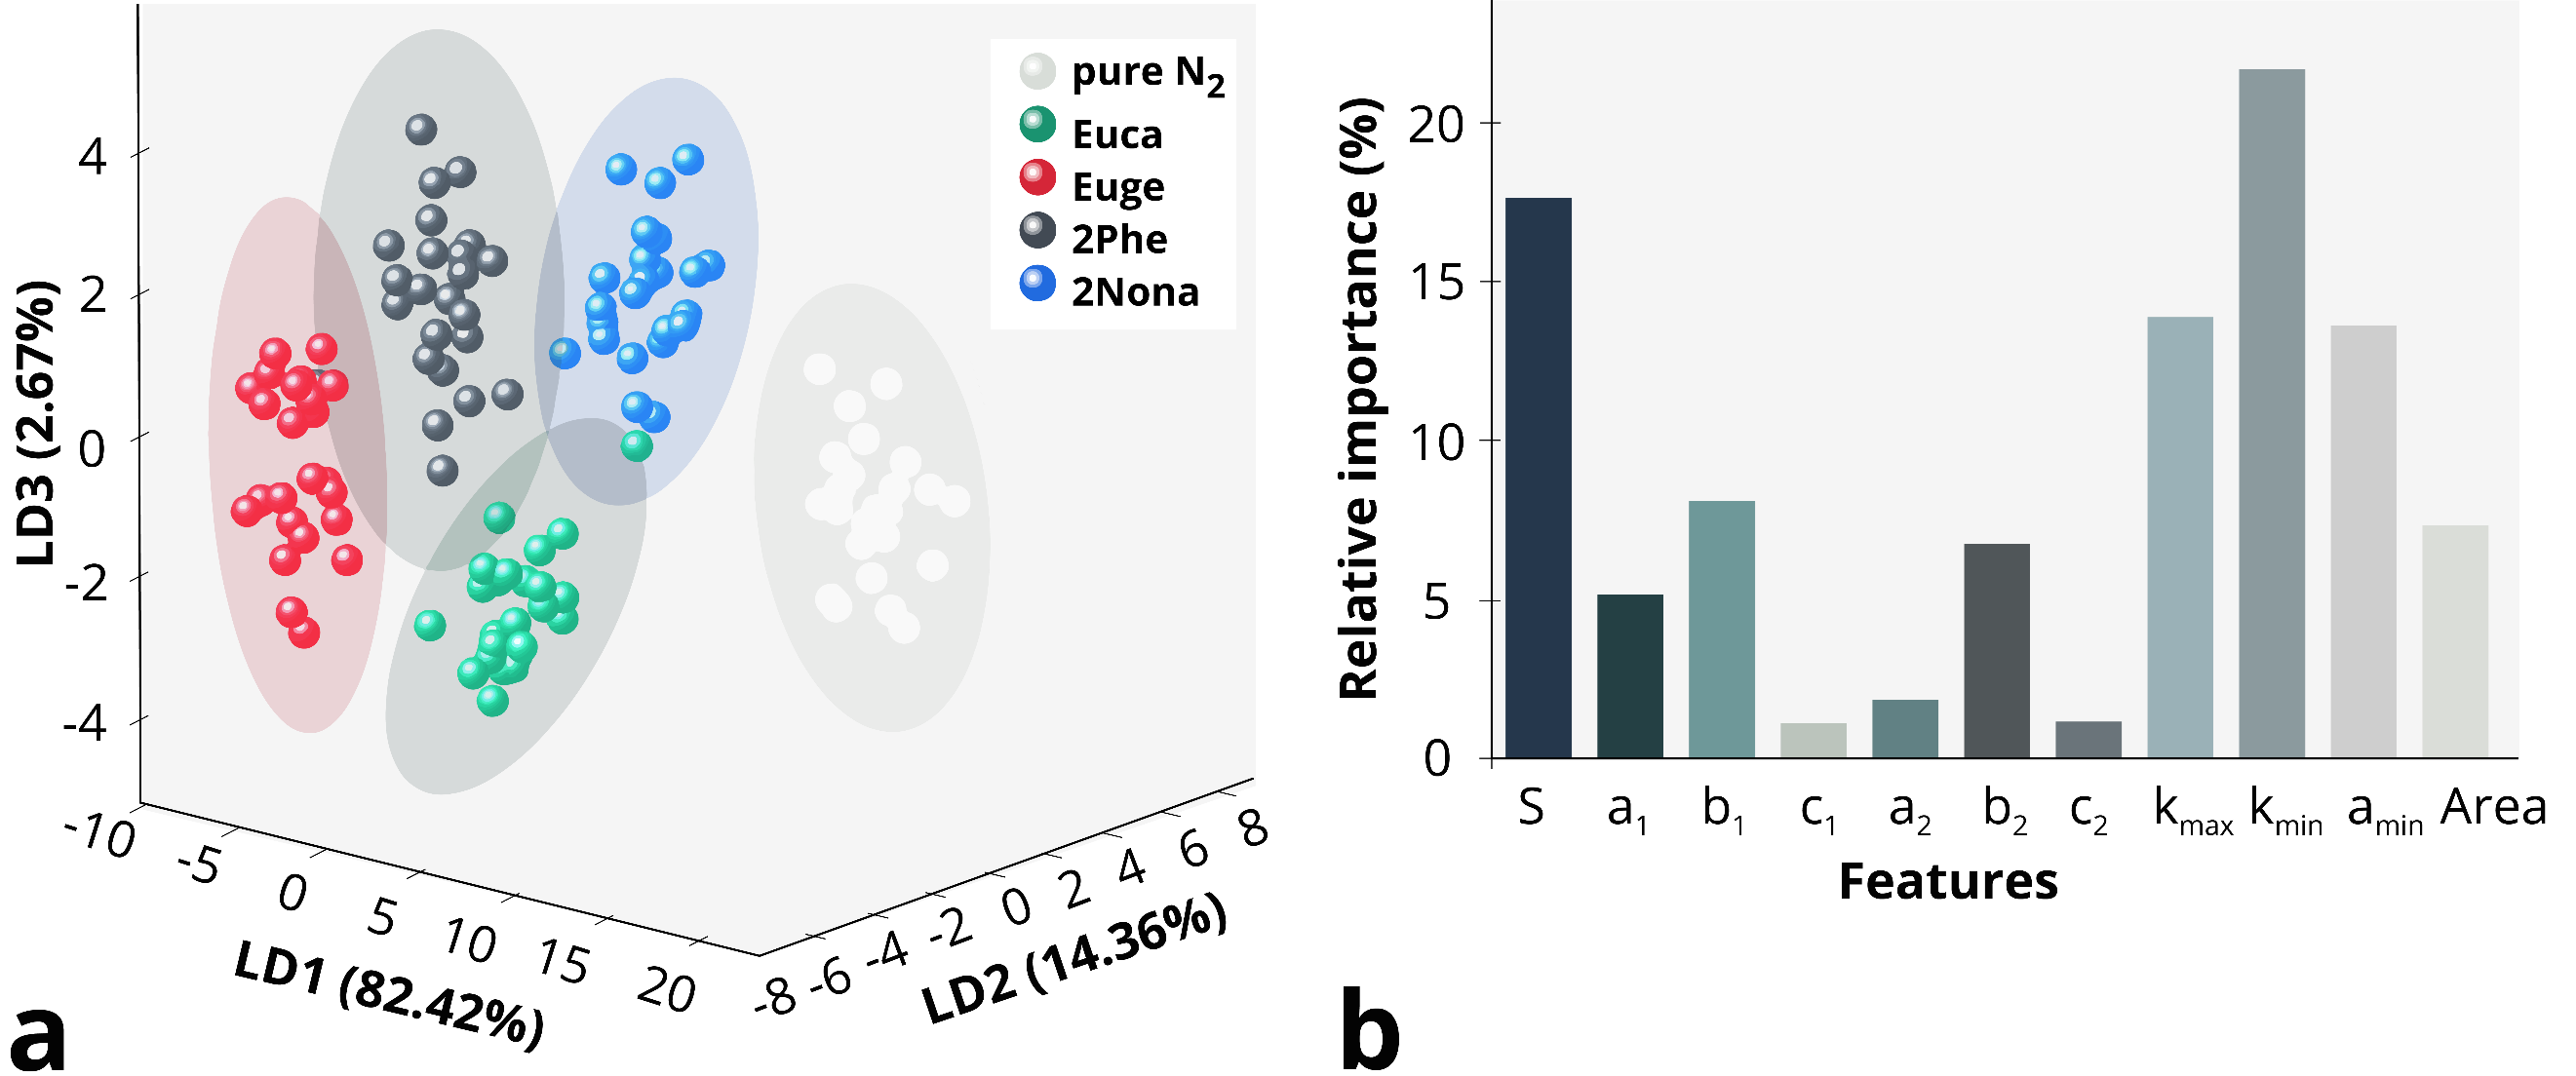 pure N₂
Euca
Euge
2Phe
2Nona
LD3 (2.67%)
4
2
0
-2
-4
-10
-5
0
5
10
15
20
LD1 (82.42%)
-8
-6
-4
-2
0
2
4
6
8
LD2 (14.36%)
a
Relative importance (%)
20
15
10
5
0
S a₁ b₁ c₁ a₂ b₂ c₂ kmax kmin amin Area
Features
b